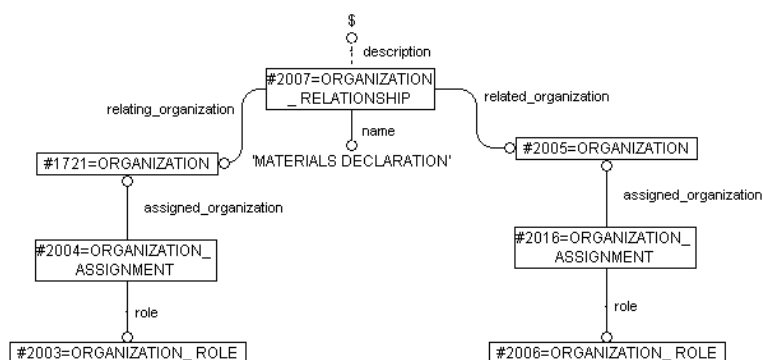 $
description
#2007=ORGANIZATION
_ RELATIONSHIP
relating_organization
related_organization
name
#1721=ORGANIZATION
'MATERIALS DECLARATION'
#2005=ORGANIZATION
assigned_organization
assigned_organization
#2004=ORGANIZATION_
ASSIGNMENT
#2016=ORGANIZATION_
ASSIGNMENT
role
role
#2003=ORGANIZATION_ ROLE
#2006=ORGANIZATION_ ROLE